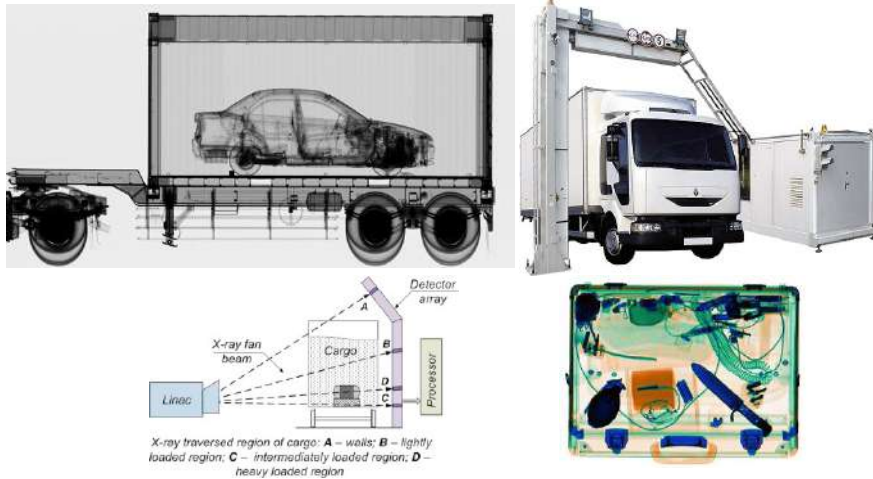 Detector
array
A
X-ray fan
beam
B
Cargo
D
C
Linac
Processor
X-ray traversed region of cargo: A – walls; B – lightly
loaded region; C – intermediately loaded region; D –
heavy loaded region